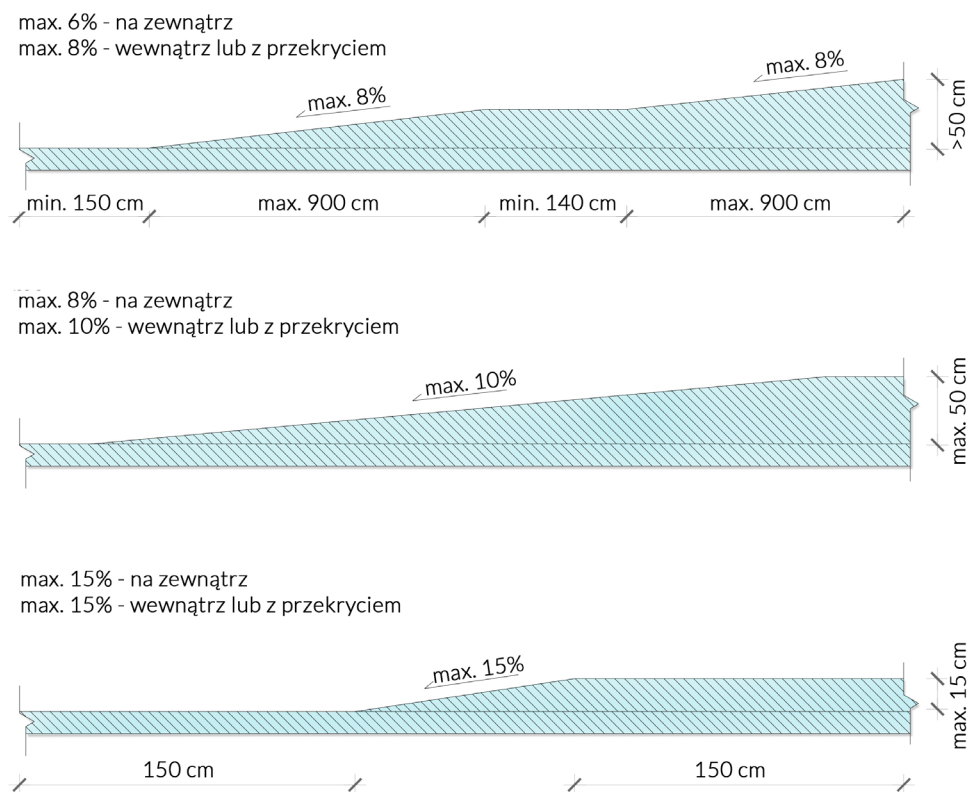 max. 6% - na zewnątrz
max. 8% - wewnątrz lub z przekryciem
max. 8%
max. 8%
>50 cm
min. 150 cm
max. 900 cm
min. 140 cm
max. 900 cm
max. 8% - na zewnątrz
max. 10% - wewnątrz lub z przekryciem
max. 10%
max. 50 cm
max. 15% - na zewnątrz
max. 15% - wewnątrz lub z przekryciem
max. 15%
max. 15 cm
150 cm
150 cm